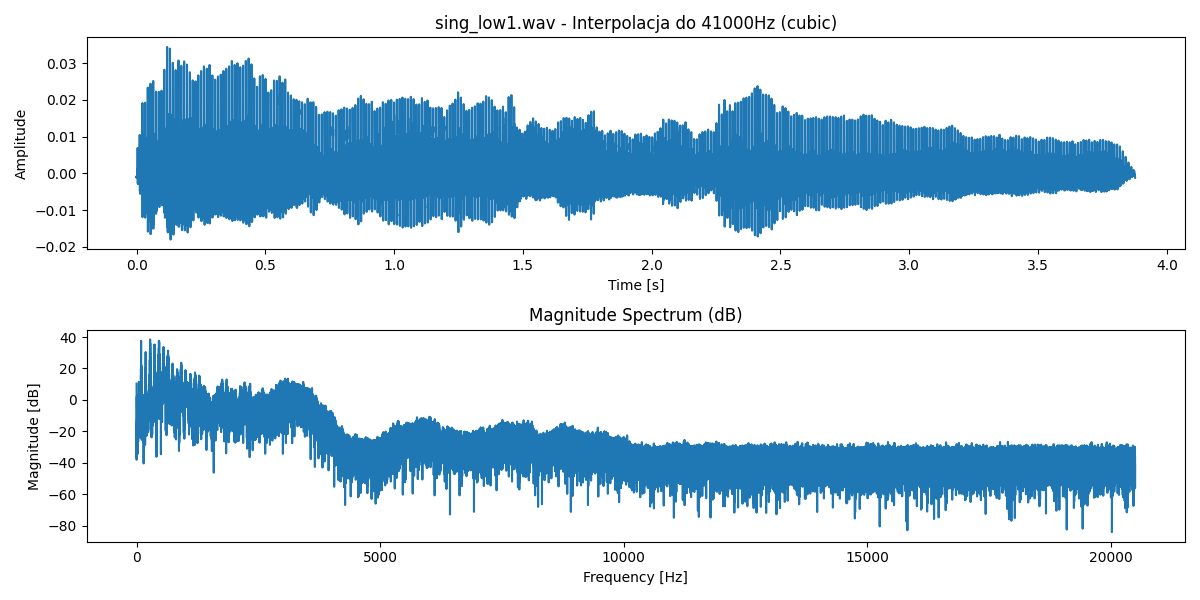 sing_low1.wav - Interpolacja do 41000Hz (cubic)
Amplitude
0.03
0.02
0.01
0.00
−0.01
−0.02
0.0 0.5 1.0 1.5 2.0 2.5 3.0 3.5 4.0
Time [s]
Magnitude Spectrum (dB)
Magnitude [dB]
40
20
0
−20
−40
−60
−80
0 5000 10000 15000 20000
Frequency [Hz]